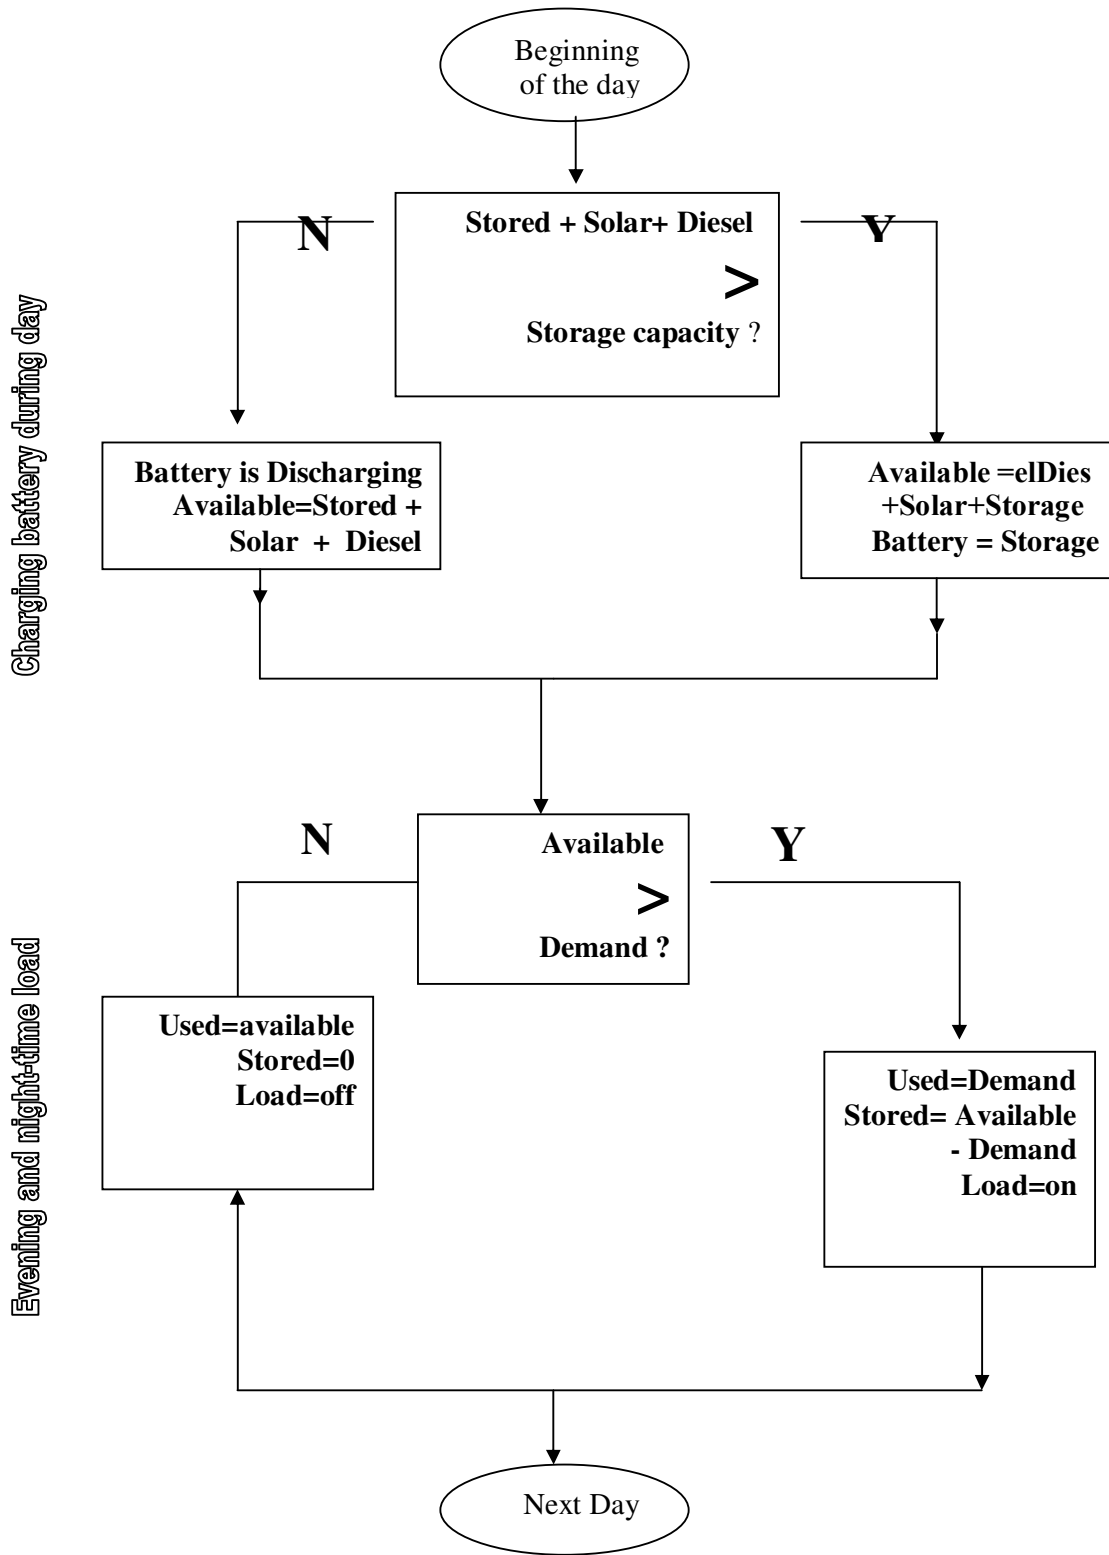 Beginning
of the day
N
Stored + Solar+ Diesel
>
Storage capacity ?
Y
Charging battery during day
Battery is Discharging
Available=Stored +
Solar + Diesel
Available =elDies
+Solar+Storage
Battery = Storage
N
Available
>
Demand ?
Y
Evening and night-time load
Used=available
Stored=0
Load=off
Used=Demand
Stored= Available
- Demand
Load=on
Next Day